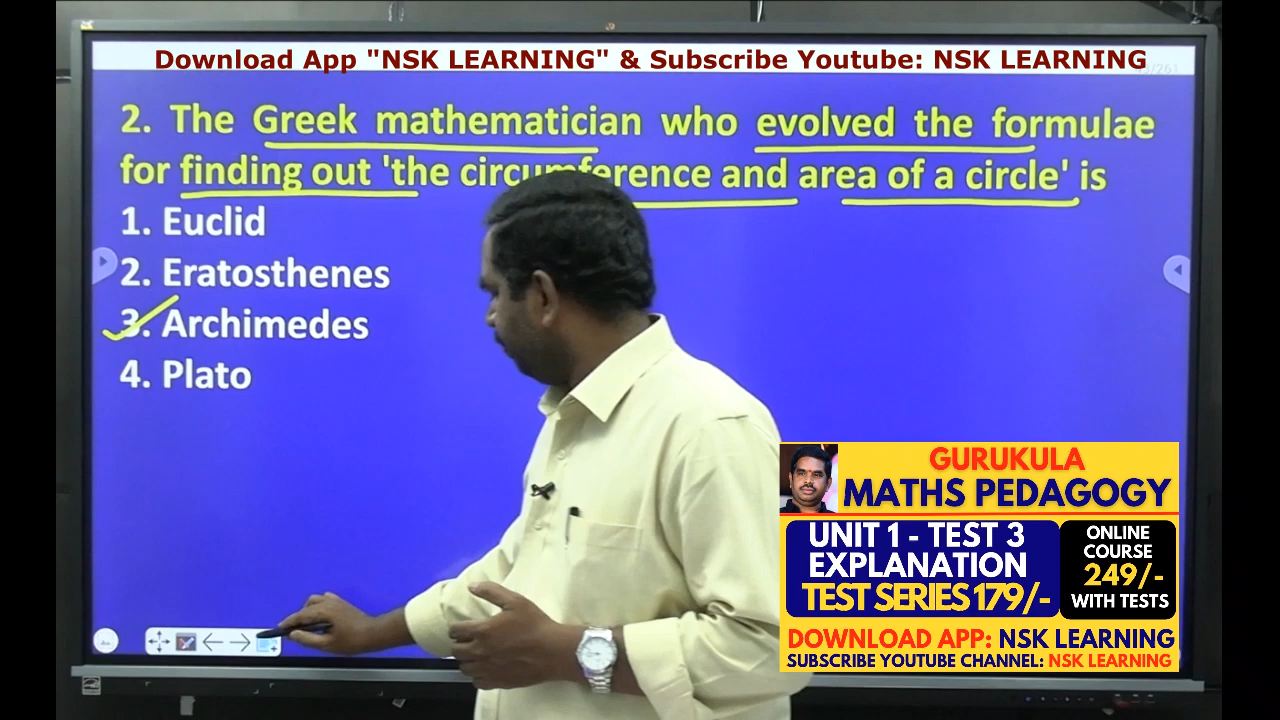 Download App "NSK LEARNING" & Subscribe Youtube: NSK LEARNING
2. The Greek mathematician who evolved the formulae
for finding out 'the circumference and area of a circle' is
1. Euclid
2. Eratosthenes
3. Archimedes
4. Plato
GURUKULA
MATHS PEDAGOGY
UNIT 1 - TEST 3
EXPLANATION
TEST SERIES 179/-
ONLINE
COURSE
249/-
WITH TESTS
DOWNLOAD APP: NSK LEARNING
SUBSCRIBE YOUTUBE CHANNEL: NSK LEARNING